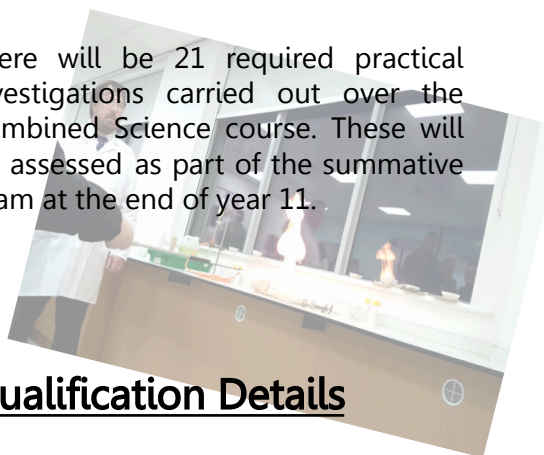 ere will be 21 required practical
vestigations carried out over the
mbined Science course. These will
assessed as part of the summative
am at the end of year 11.
ualification Details